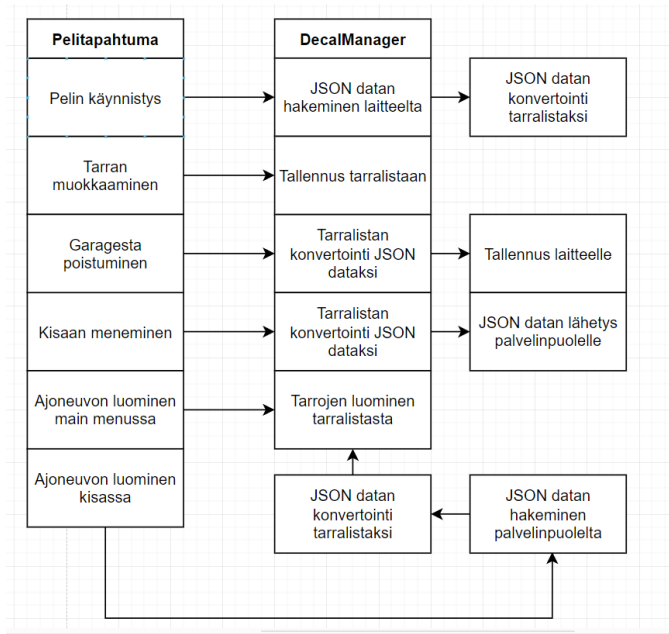 Pelitapahtuma
DecalManager
Pelin käynnistys
JSON datan
hakeminen laitteelta
JSON datan
konvertointi
tarralistaksi
Tarran
muokkaaminen
Tallennus tarralistaan
Garagesta
poistuminen
Tarralistan
konvertointi JSON
dataksi
Tallennus laitteelle
Kisaan meneminen
Tarralistan
konvertointi JSON
dataksi
JSON datan lähetys
palvelinpuolelle
Ajoneuvon luominen
main menussa
Tarrojen luominen
tarralistasta
Ajoneuvon luominen
kisassa
JSON datan
konvertointi
tarralistaksi
JSON datan
hakeminen
palvelinpuolelta